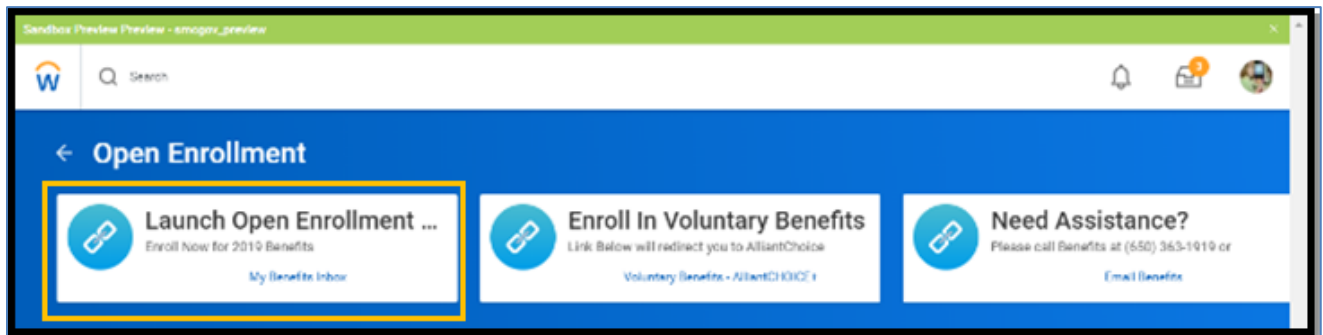 Sandbox Preview Preview - smcgov_preview
Search
3
Open Enrollment
Launch Open Enrollment ...
Enroll Now for 2019 Benefits
My Benefits Inbox
Enroll In Voluntary Benefits
Link Below will redirect you to AlliantChoice
Voluntary Benefits - AlliantCHOICE+
Need Assistance?
Please call Benefits at (650) 363-1919 or
Email Benefits